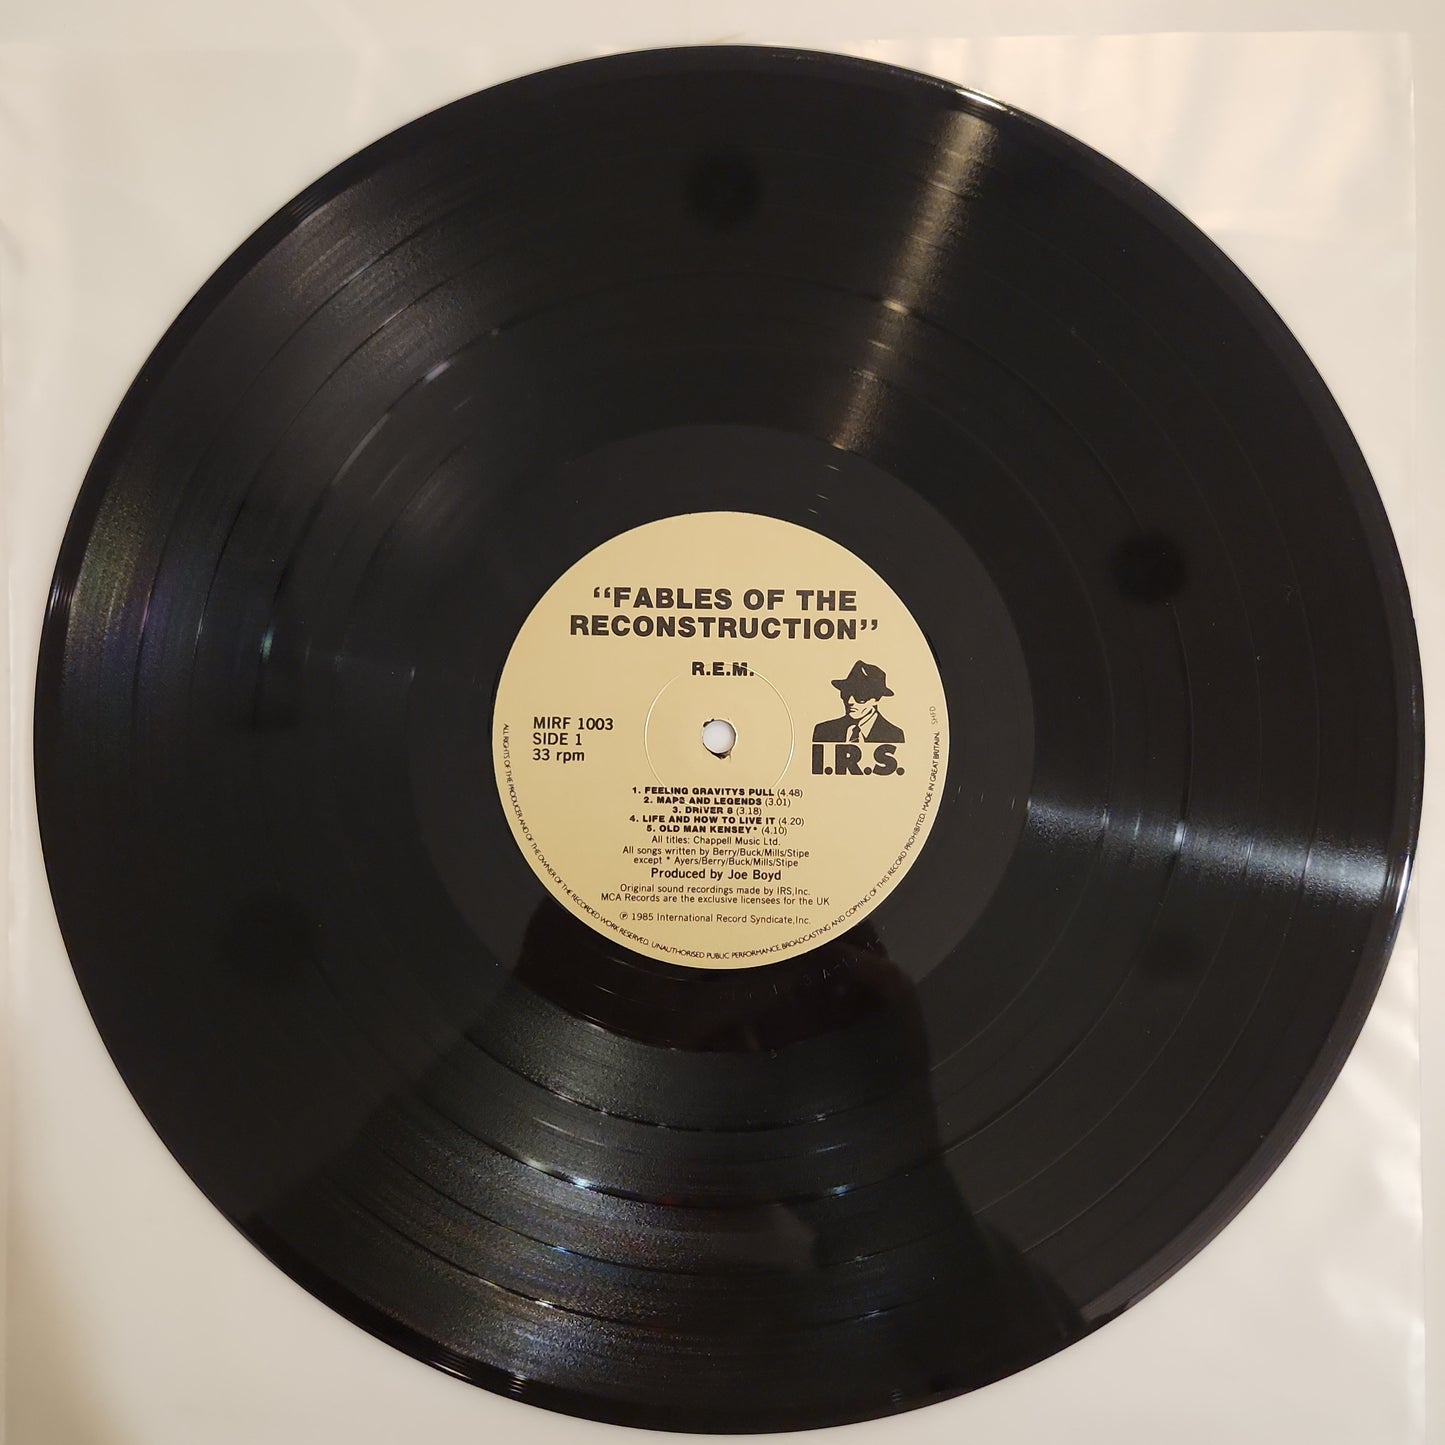 “FABLES OF THE
RECONSTRUCTION”
R.E.M.
MIRF 1003
SIDE 1
33 rpm
I.R.S.
1. FEELING GRAVITYS PULL (4.48)
2. MAPS AND LEGENDS (3.01)
3. DRIVER 8 (3.18)
4. LIFE AND HOW TO LIVE IT (4.20)
5. OLD MAN KENSEY* (4.10)
All titles: Chappell Music Ltd.
All songs written by Berry/Buck/Mills/Stipe
except * Ayers/Berry/Buck/Mills/Stipe
Produced by Joe Boyd
Original sound recordings made by IRS, Inc.
MCA Records are the exclusive licensees for the UK
℗ 1985 International Record Syndicate, Inc.
ALL RIGHTS OF THE PRODUCER AND OF THE OWNER OF THE RECORDED WORK RESERVED. UNAUTHORISED PUBLIC PERFORMANCE, BROADCASTING AND COPYING OF THIS RECORD PROHIBITED. MADE IN GREAT BRITAIN. SHFD